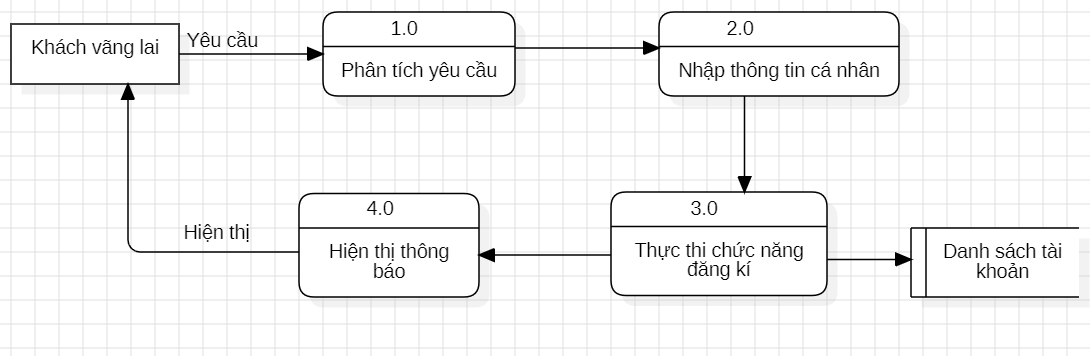 Khách vãng lai
Yêu cầu
1.0
Phân tích yêu cầu
2.0
Nhập thông tin cá nhân
3.0
Thực thi chức năng
đăng kí
Danh sách tài
khoản
4.0
Hiện thị thông
báo
Hiện thị